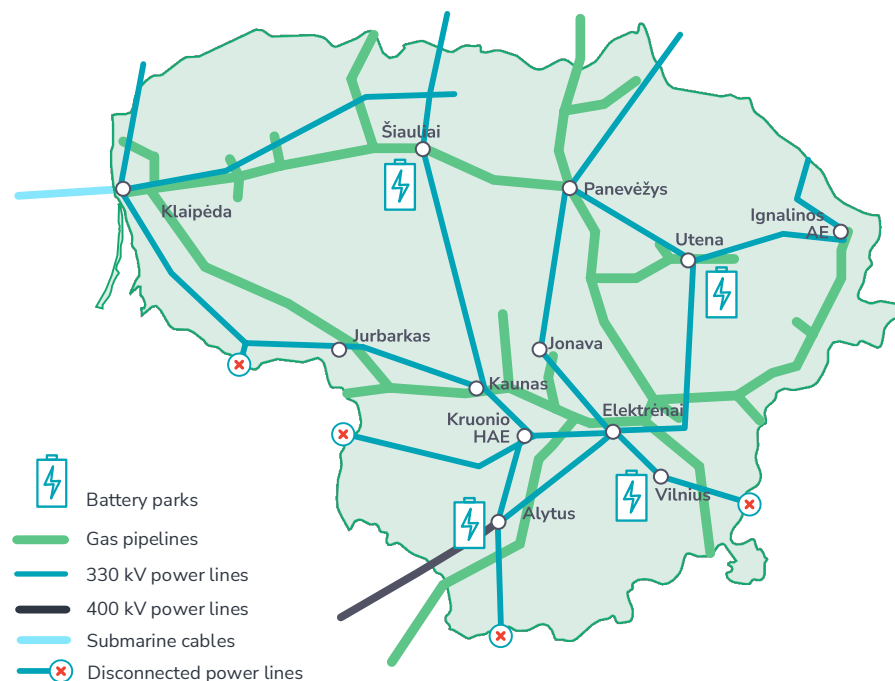 Šiauliai
Klaipėda
Panevėžys
Ignalinos
AE
Utena
Jurbarkas
Jonava
Kaunas
Elektrėnai
Kruonio
HAE
Vilnius
Alytus
Battery parks
Gas pipelines
330 kV power lines
400 kV power lines
Submarine cables
Disconnected power lines